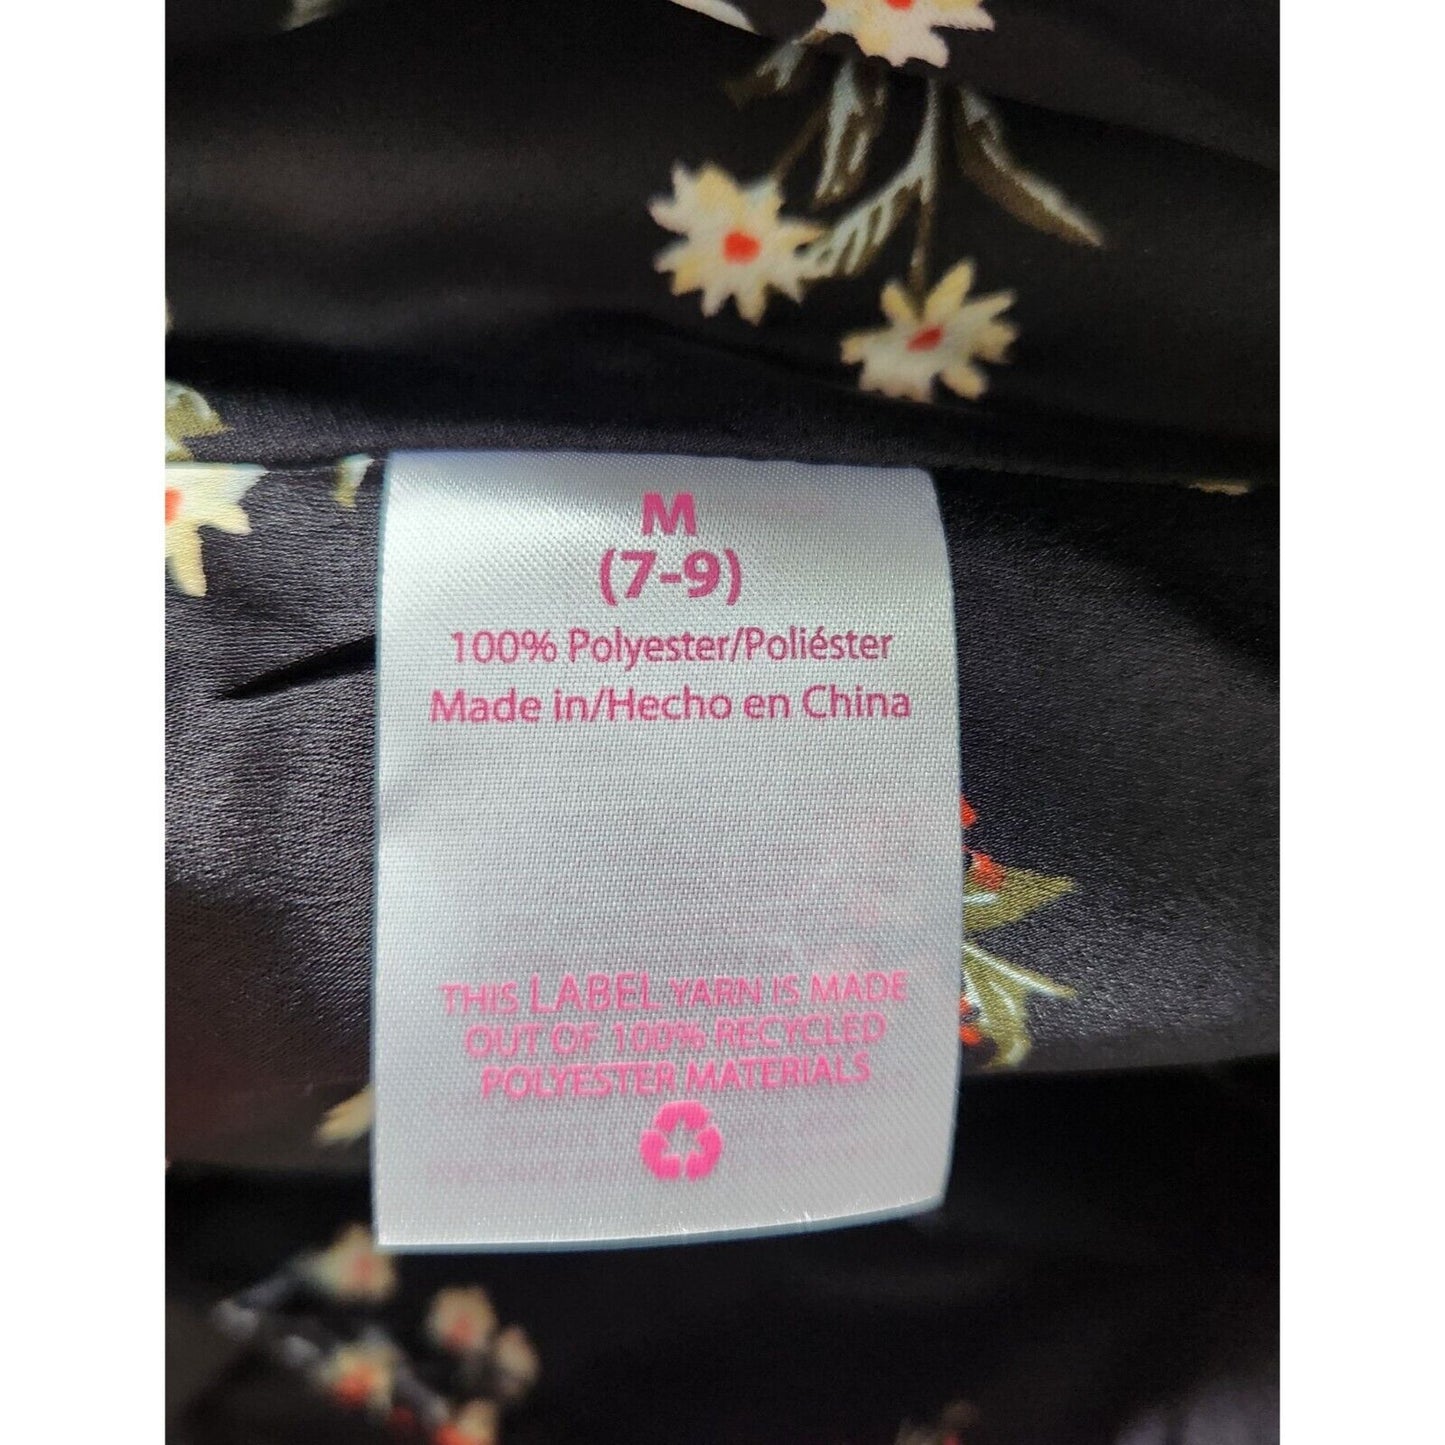 M
(7-9)
100% Polyester/Poliéster
Made in/Hecho en China
THIS LABEL YARN IS MADE
OUT OF 100% RECYCLED
POLYESTER MATERIALS